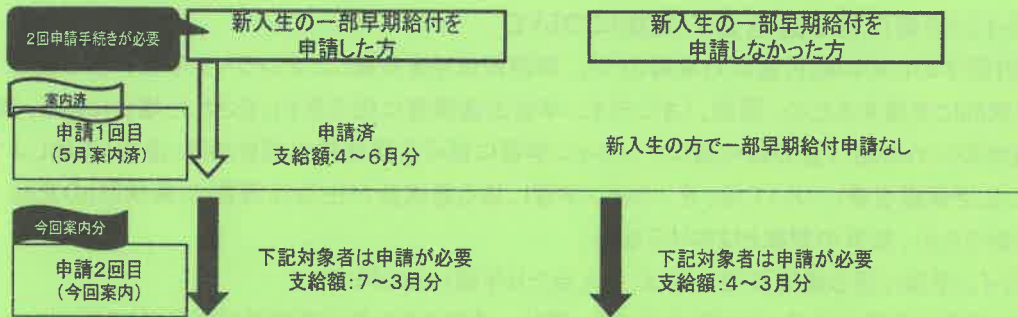 2回申請手続きが必要
新入生の一部早期給付を
申請した方
新入生の一部早期給付を
申請しなかった方
案内済
申請1回目
(5月案内済)
申請済
支給額:4~6月分
新入生の方で一部早期給付申請なし
今回案内分
申請2回目
(今回案内)
下記対象者は申請が必要
支給額:7~3月分
下記対象者は申請が必要
支給額:4~3月分